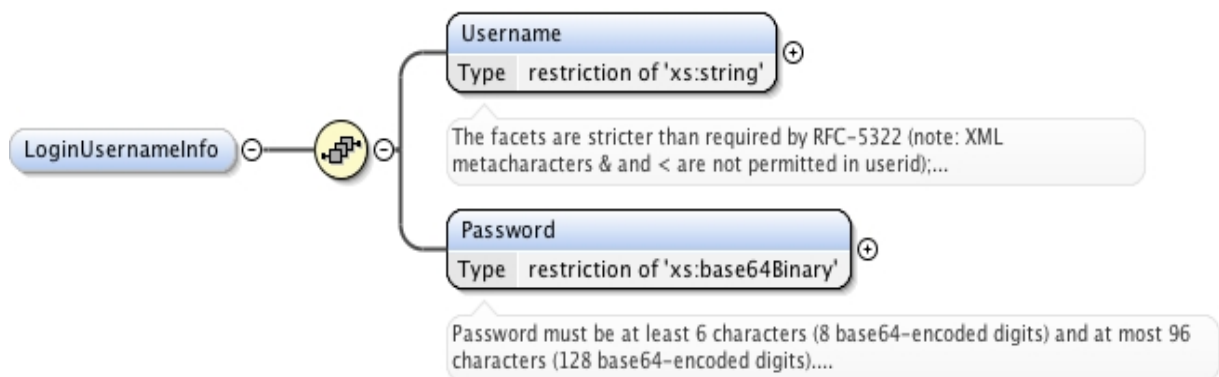 Username
Type restriction of 'xs:string'
The facets are stricter than required by RFC-5322 (note: XML
metacharacters & and < are not permitted in userid);...
LoginUsernameInfo
Password
Type restriction of 'xs:base64Binary'
Password must be at least 6 characters (8 base64-encoded digits) and at most 96
characters (128 base64-encoded digits)....